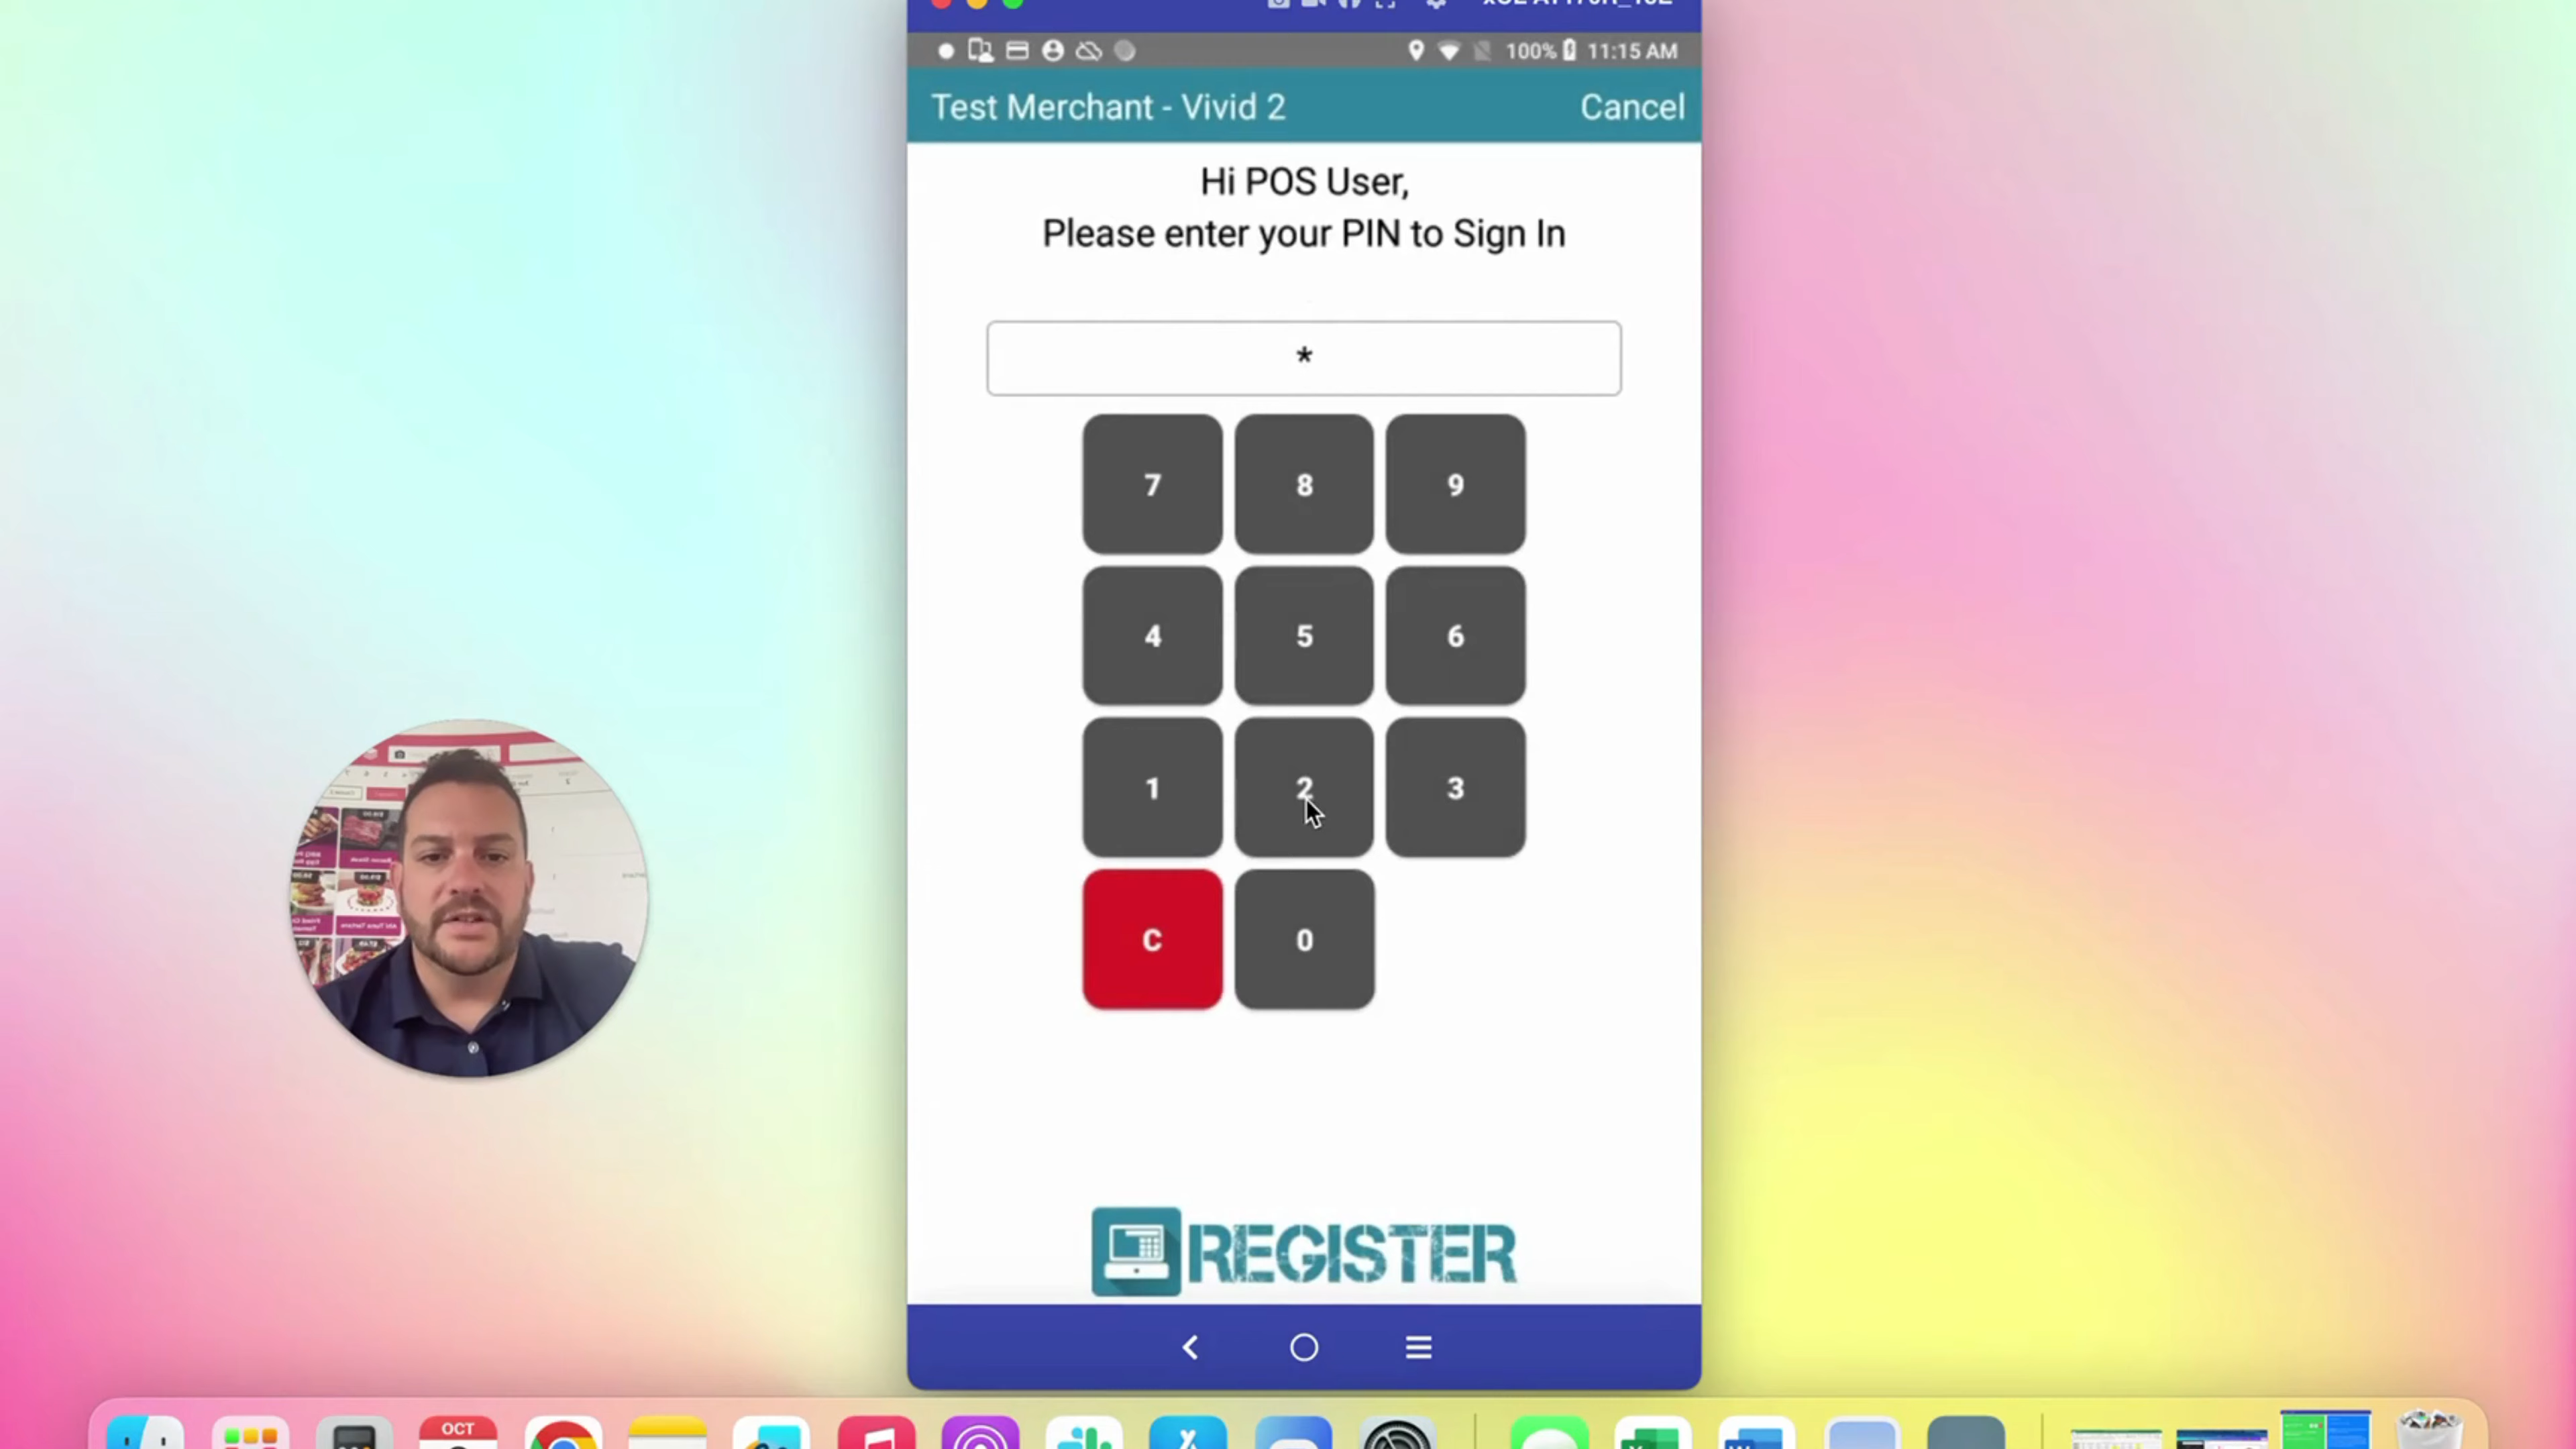 100% 11:15 AM
Test Merchant - Vivid 2 Cancel
Hi POS User,
Please enter your PIN to Sign In
*
7 8 9
4 5 6
1 2 3
C 0
REGISTER
OCT